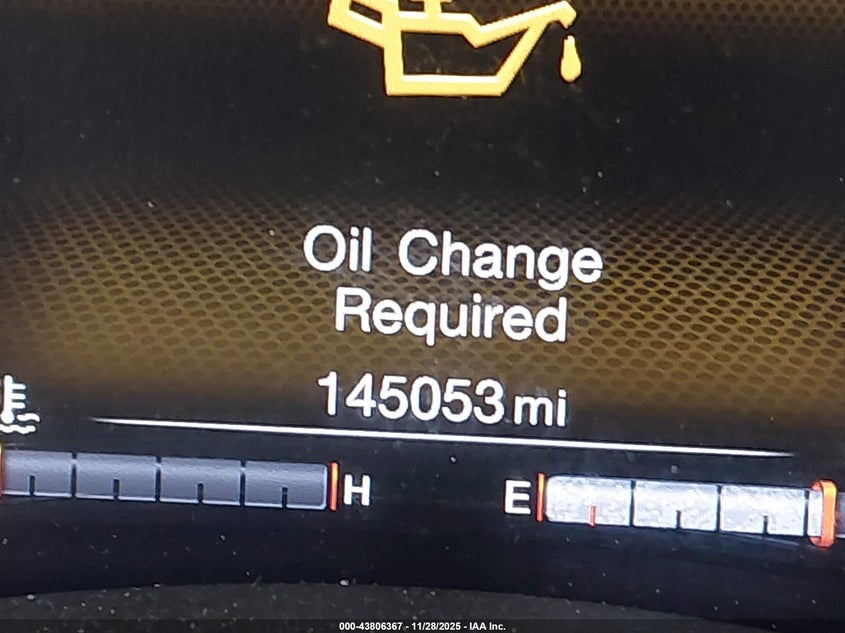 Oil Change
Required
145053 mi
H
E
000-43806367 - 11/28/2025 - IAA Inc.